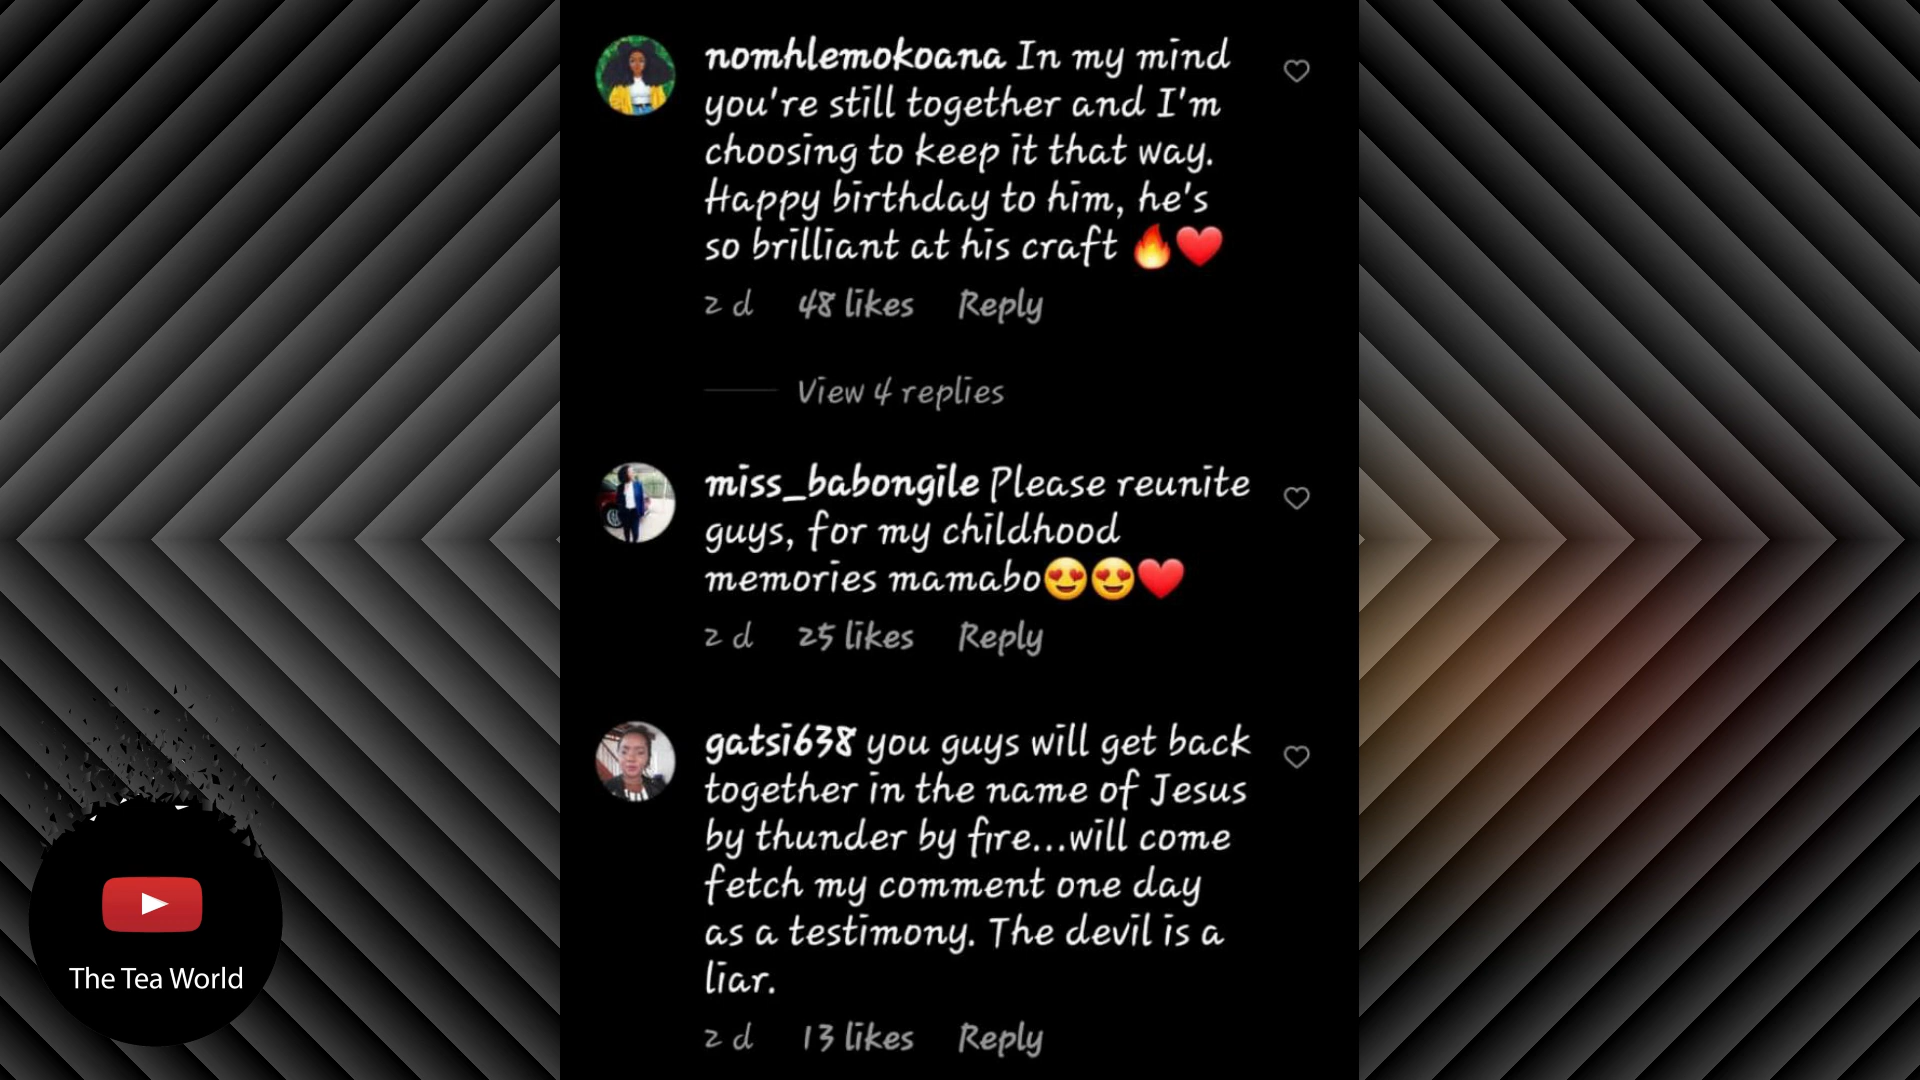 nomhlemokoana In my mind
you're still together and I'm
choosing to keep it that way.
Happy birthday to him, he's
so brilliant at his craft 🔥❤️
2 d 48 likes Reply
View 4 replies
miss_babongile Please reunite
guys, for my childhood
memories mamabo😍😍❤️
2 d 25 likes Reply
gatsi638 you guys will get back
together in the name of Jesus
by thunder by fire...will come
fetch my comment one day
as a testimony. The devil is a
liar.
2 d 13 likes Reply
The Tea World